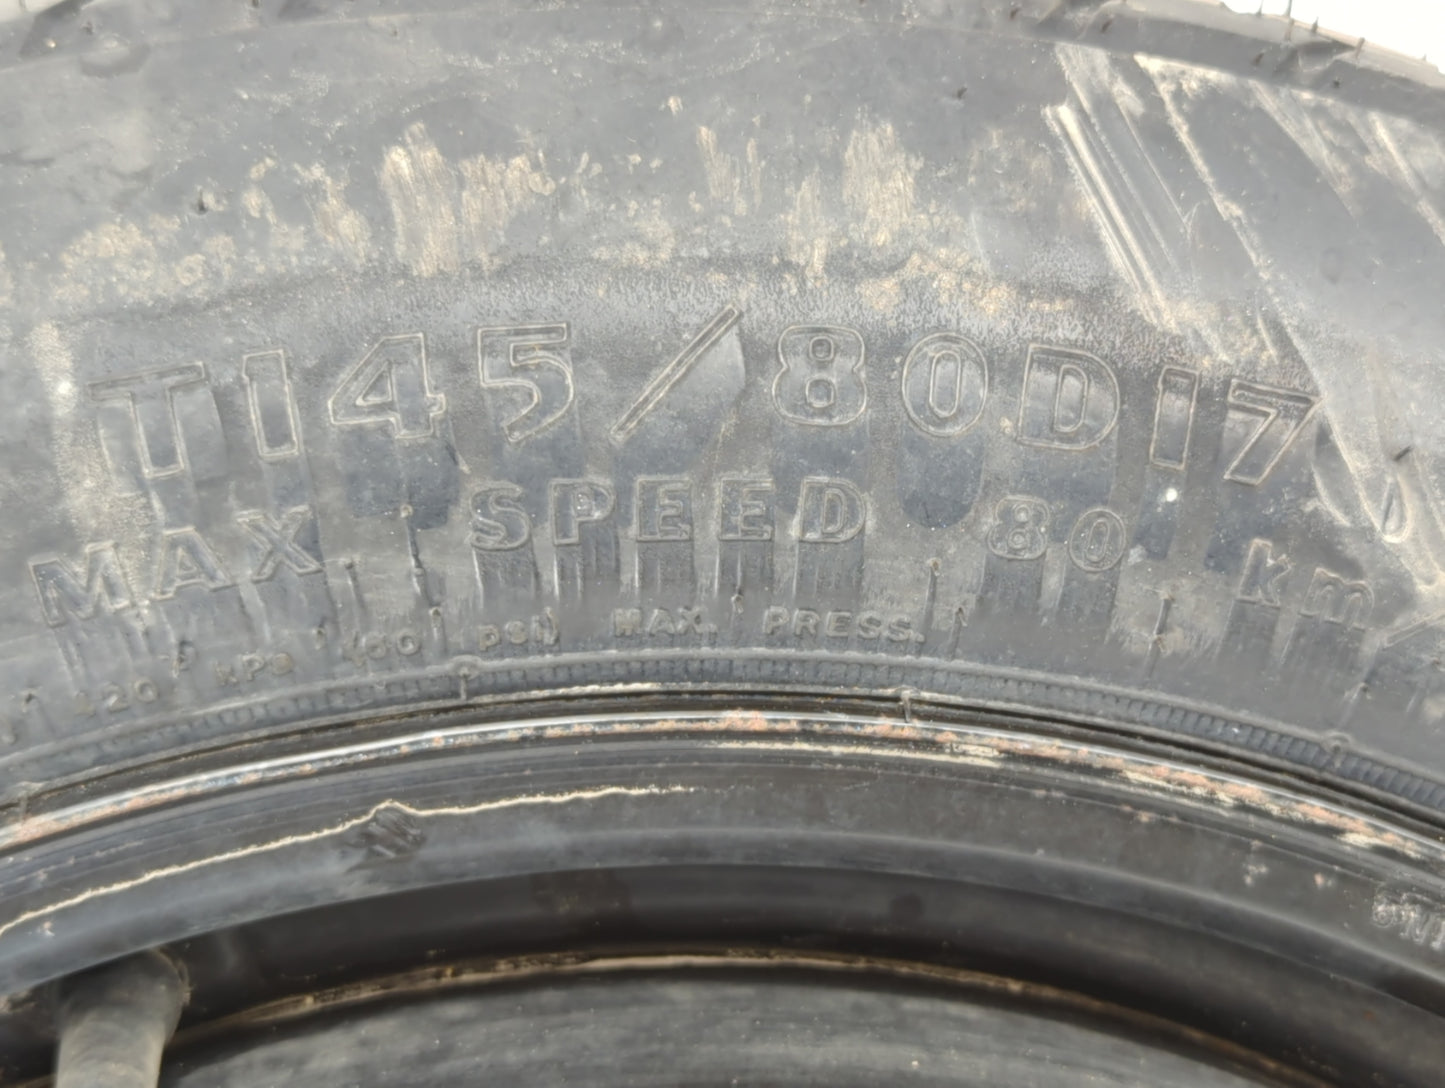 T145/80D17
MAX. SPEED 80 km/
420 kPa (60 psi) MAX. PRESS.